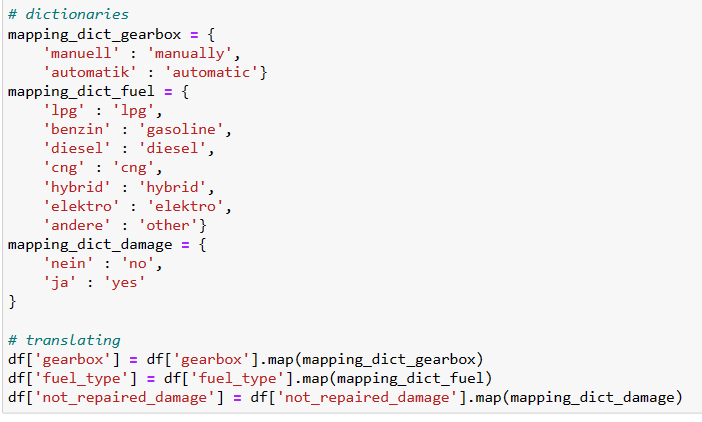 # dictionaries
mapping_dict_gearbox = {
    'manuell' : 'manually',
    'automatik' : 'automatic'}
mapping_dict_fuel = {
    'lpg' : 'lpg',
    'benzin' : 'gasoline',
    'diesel' : 'diesel',
    'cng' : 'cng',
    'hybrid' : 'hybrid',
    'elektro' : 'elektro',
    'andere' : 'other'}
mapping_dict_damage = {
    'nein' : 'no',
    'ja' : 'yes'
}

# translating
df['gearbox'] = df['gearbox'].map(mapping_dict_gearbox)
df['fuel_type'] = df['fuel_type'].map(mapping_dict_fuel)
df['not_repaired_damage'] = df['not_repaired_damage'].map(mapping_dict_damage)